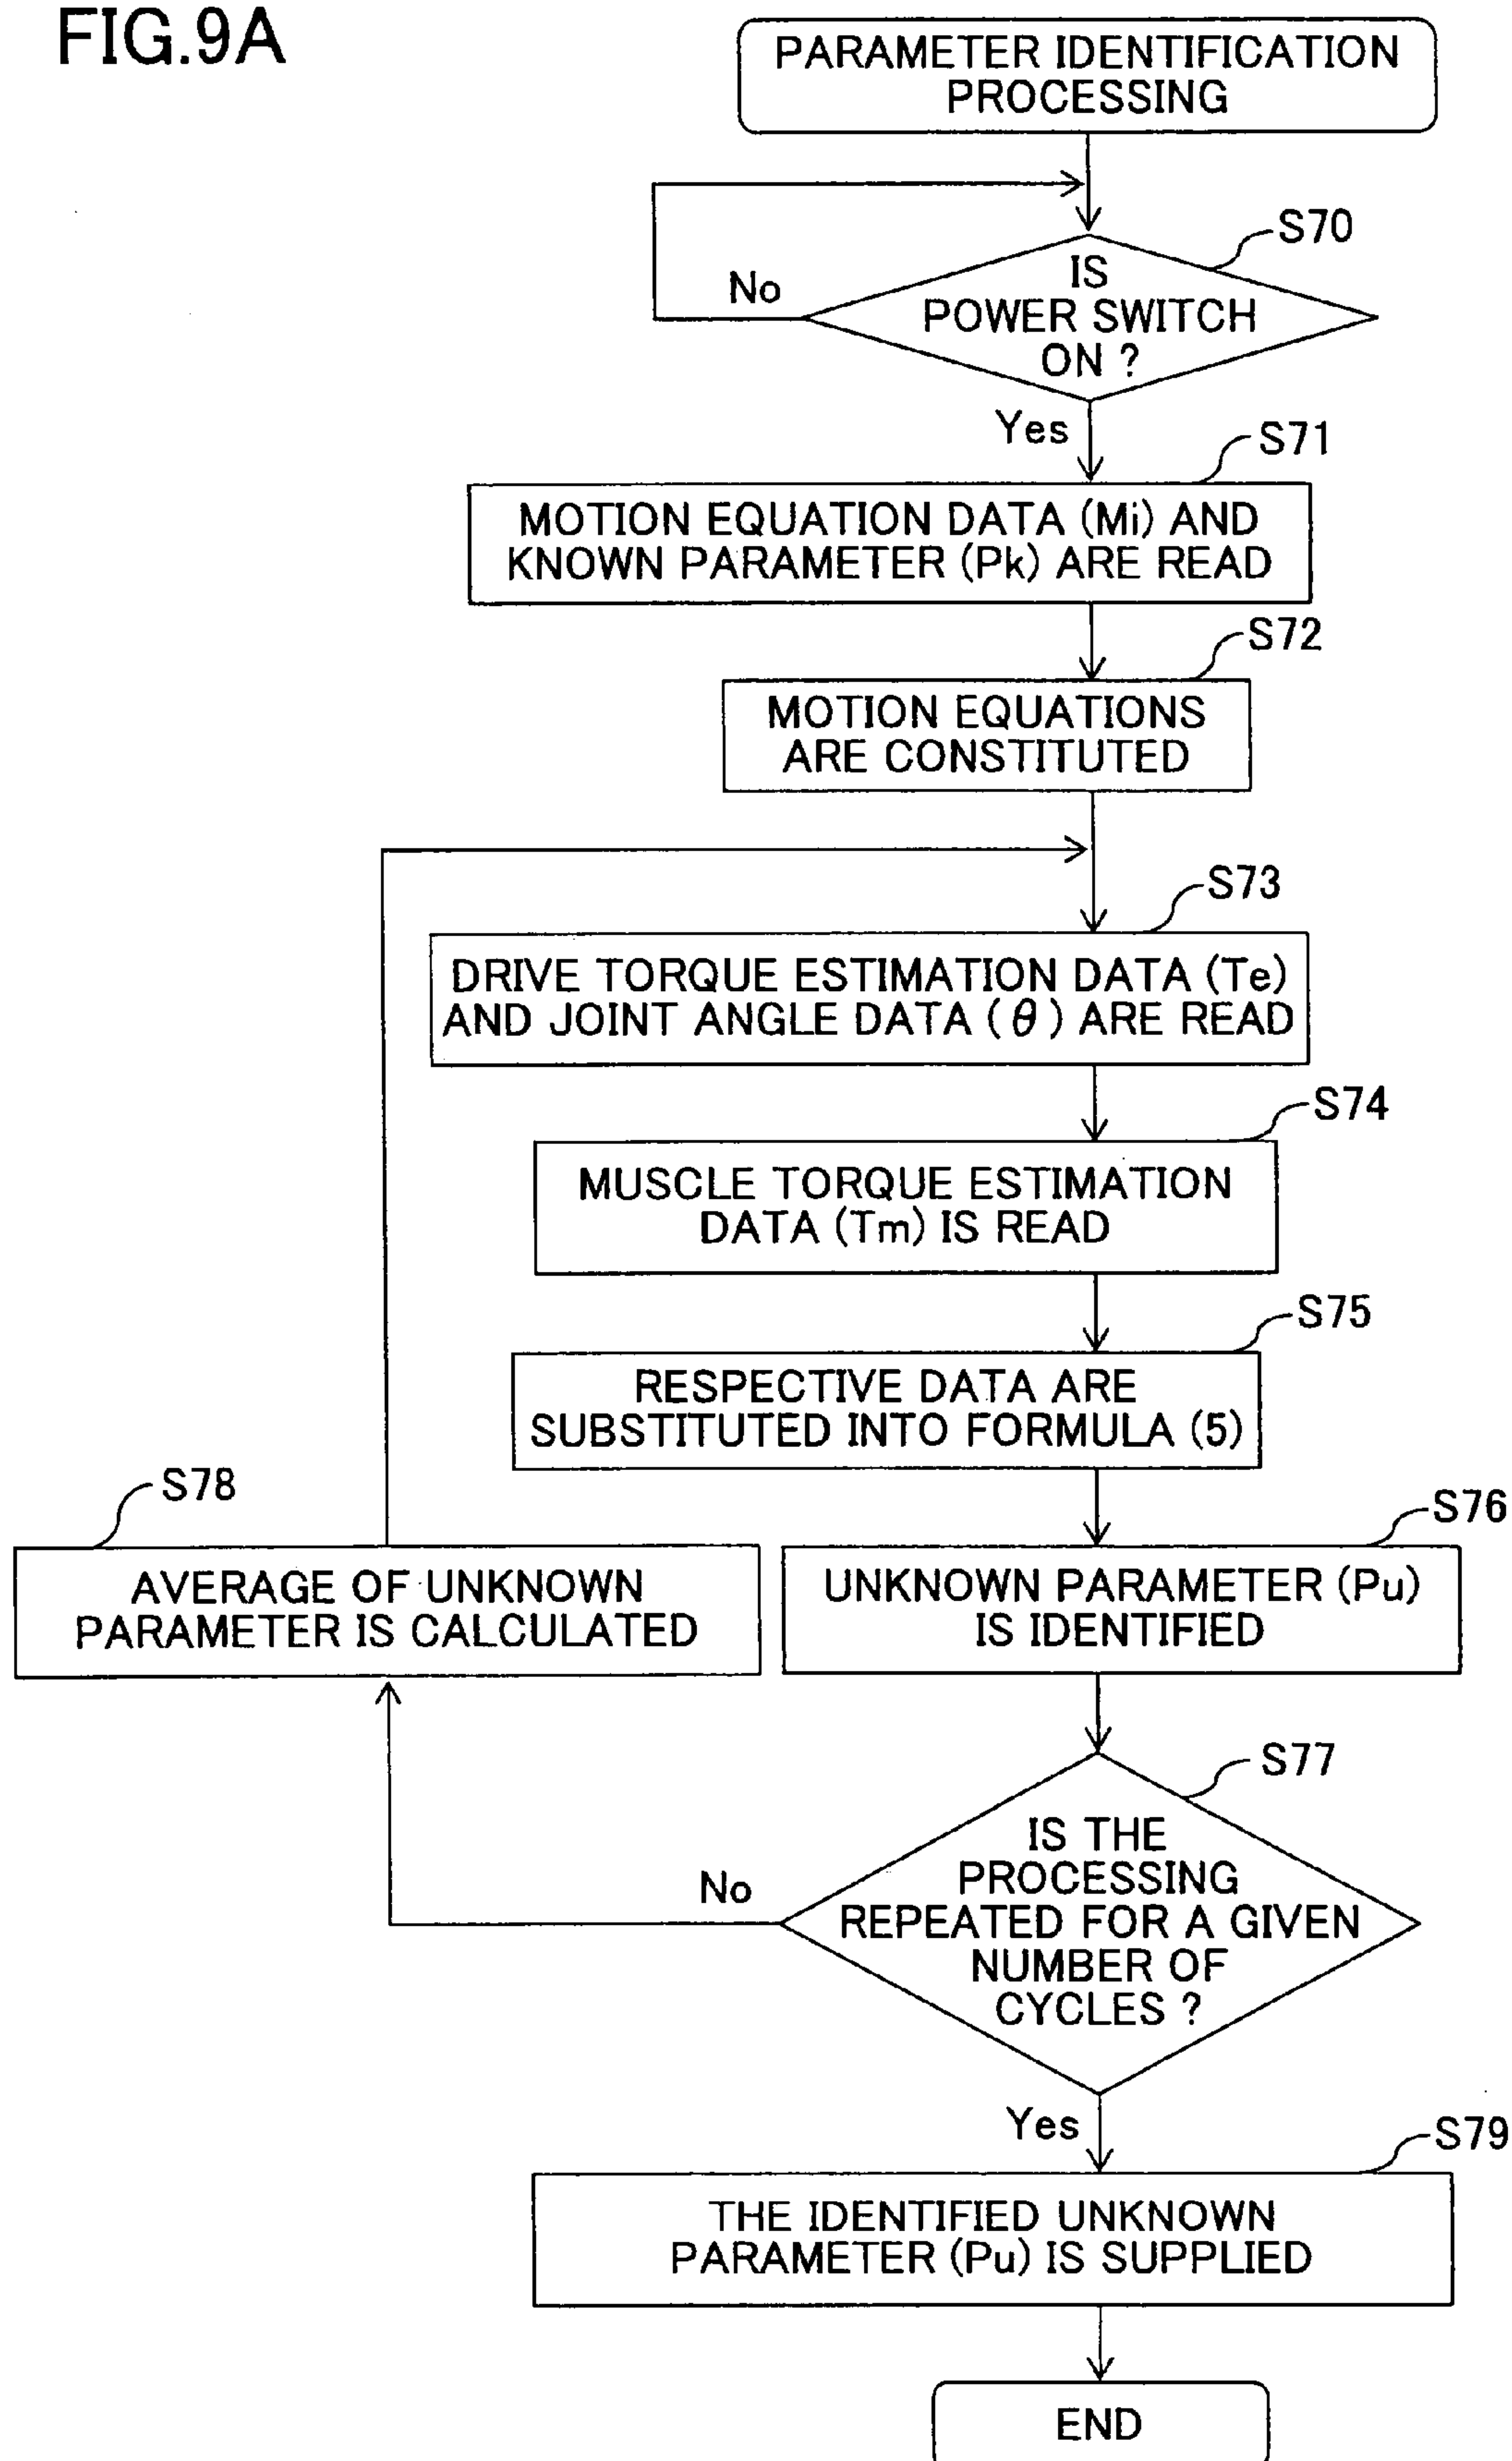 FIG.9A
PARAMETER IDENTIFICATION
PROCESSING
S70
IS
POWER SWITCH
ON ?
No
Yes
S71
MOTION EQUATION DATA (Mi) AND
KNOWN PARAMETER (Pk) ARE READ
S72
MOTION EQUATIONS
ARE CONSTITUTED
S73
DRIVE TORQUE ESTIMATION DATA (Te)
AND JOINT ANGLE DATA (θ) ARE READ
S74
MUSCLE TORQUE ESTIMATION
DATA (Tm) IS READ
S75
RESPECTIVE DATA ARE
SUBSTITUTED INTO FORMULA (5)
S78
AVERAGE OF UNKNOWN
PARAMETER IS CALCULATED
S76
UNKNOWN PARAMETER (Pu)
IS IDENTIFIED
S77
IS THE
PROCESSING
REPEATED FOR A GIVEN
NUMBER OF
CYCLES ?
No
Yes
S79
THE IDENTIFIED UNKNOWN
PARAMETER (Pu) IS SUPPLIED
END